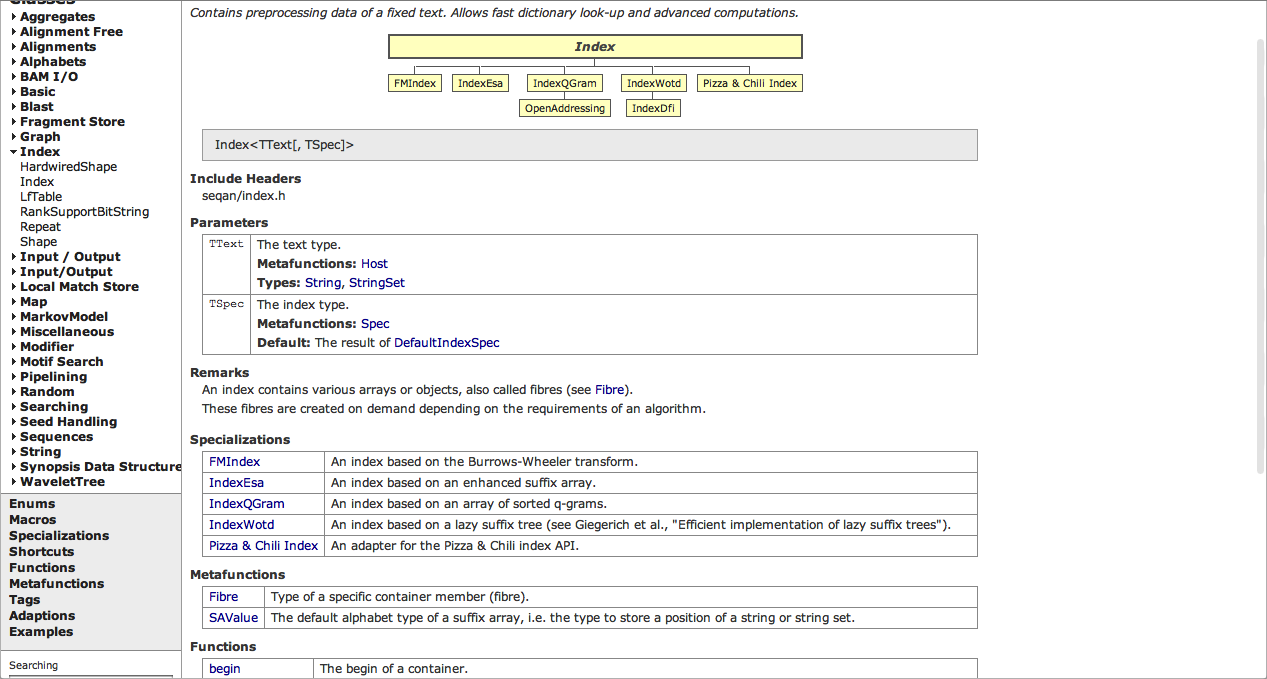 Classes
Aggregates
Alignment Free
Alignments
Alphabets
BAM I/O
Basic
Blast
Fragment Store
Graph
Index
HardwiredShape
Index
LfTable
RankSupportBitString
Repeat
Shape
Input / Output
Input/Output
Local Match Store
Map
MarkovModel
Miscellaneous
Modifier
Motif Search
Pipelining
Random
Searching
Seed Handling
Sequences
String
Synopsis Data Structure
WaveletTree
Enums
Macros
Specializations
Shortcuts
Functions
Metafunctions
Tags
Adaptions
Examples
Searching
Contains preprocessing data of a fixed text. Allows fast dictionary look-up and advanced computations.
Index
FMIndex IndexEsa IndexQGram IndexWotd Pizza & Chili Index
OpenAddressing IndexDfi
Index<TText[, TSpec]>
Include Headers
seqan/index.h
Parameters
TText The text type.
Metafunctions: Host
Types: String, StringSet
TSpec The index type.
Metafunctions: Spec
Default: The result of DefaultIndexSpec
Remarks
An index contains various arrays or objects, also called fibres (see Fibre).
These fibres are created on demand depending on the requirements of an algorithm.
Specializations
FMIndex An index based on the Burrows-Wheeler transform.
IndexEsa An index based on an enhanced suffix array.
IndexQGram An index based on an array of sorted q-grams.
IndexWotd An index based on a lazy suffix tree (see Giegerich et al., "Efficient implementation of lazy suffix trees").
Pizza & Chili Index An adapter for the Pizza & Chili index API.
Metafunctions
Fibre Type of a specific container member (fibre).
SAValue The default alphabet type of a suffix array, i.e. the type to store a position of a string or string set.
Functions
begin The begin of a container.